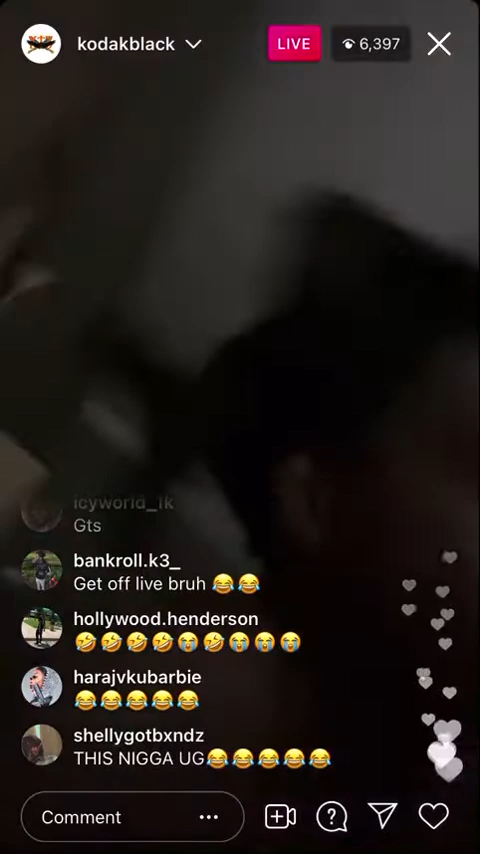 kodakblack
LIVE
6,397
icyworld_1k
Gts
bankroll.k3_
Get off live bruh 😂😂
hollywood.henderson
🤣🤣🤣🤣😭🤣😭😭😭
harajvkubarbie
😂😂😂😂😂
shellygotbxndz
THIS NIGGA UG😂😂😂😂😂
Comment